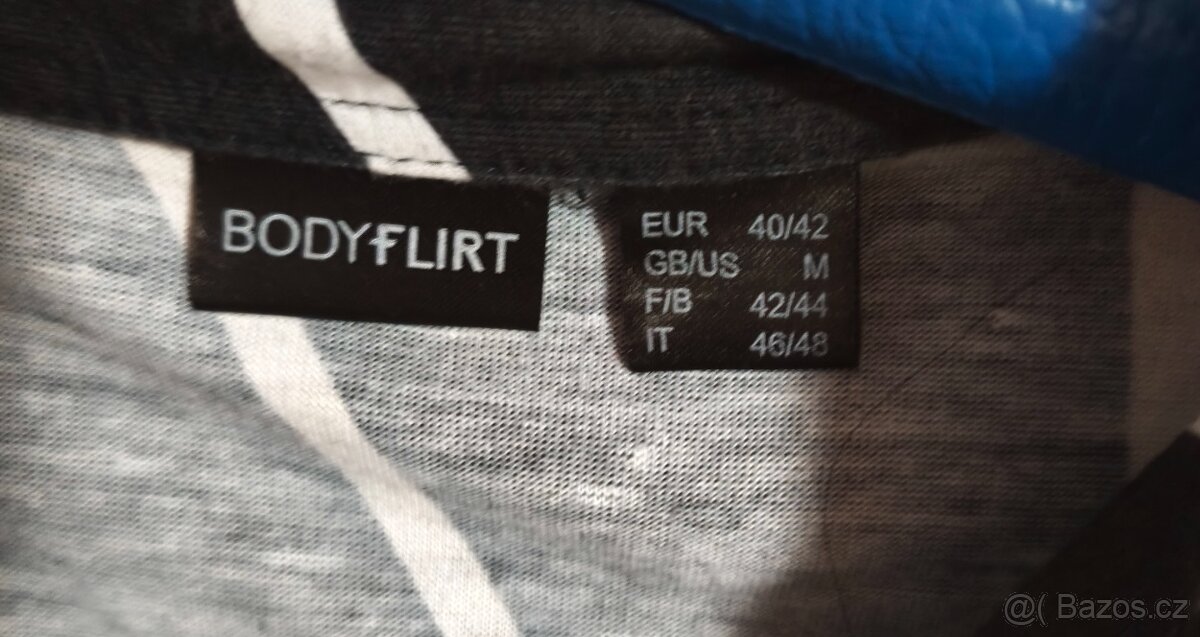 BODYFLIRT
EUR 40/42
GB/US M
F/B 42/44
IT 46/48
@( Bazos.cz